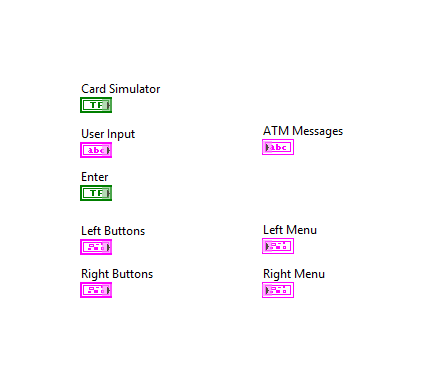 Card Simulator
TF
User Input
abc
ATM Messages
abc
Enter
TF
Left Buttons
Left Menu
Right Buttons
Right Menu